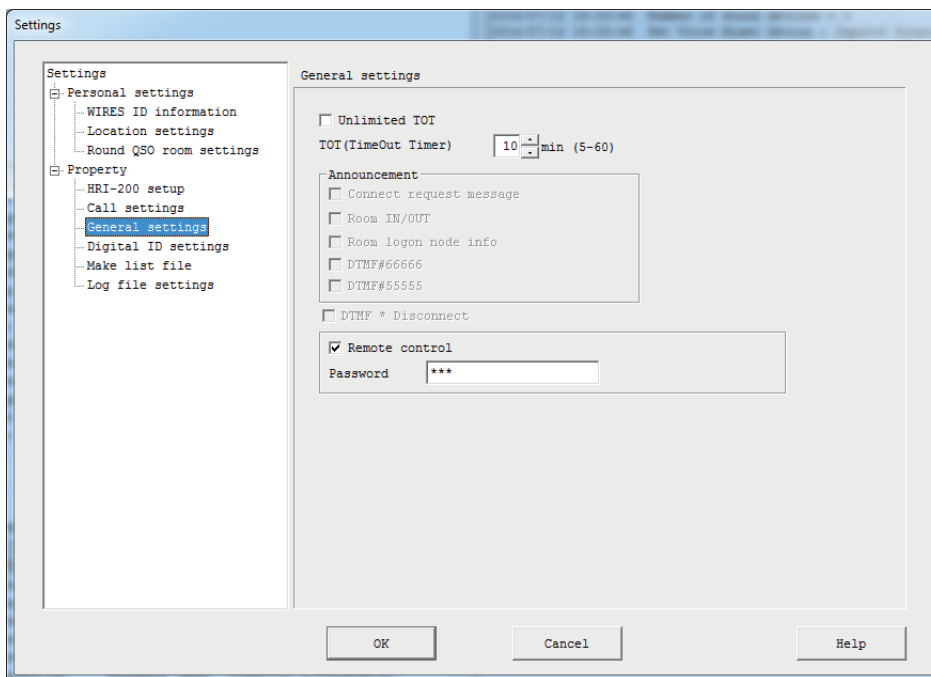 Settings
Settings
Personal settings
WIRES ID information
Location settings
Round QSO room settings
Property
HRI-200 setup
Call settings
General settings
Digital ID settings
Make list file
Log file settings
General settings
Unlimited TOT
TOT(TimeOut Timer) 10 min (5-60)
Announcement
Connect request message
Room IN/OUT
Room logon node info
DTMF#66666
DTMF#55555
DTMF * Disconnect
Remote control
Password ***
OK Cancel Help